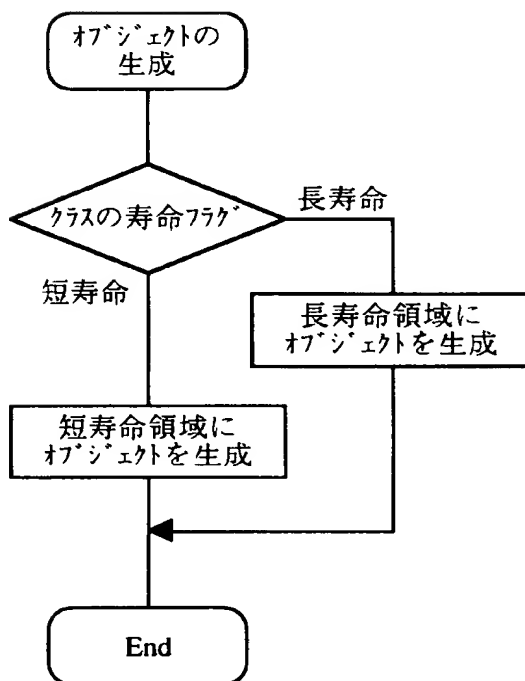 ｵﾌﾞｼﾞｪｸﾄの
生成
ｸﾗｽの寿命ﾌﾗｸﾞ
長寿命
短寿命
長寿命領域に
ｵﾌﾞｼﾞｪｸﾄを生成
短寿命領域に
ｵﾌﾞｼﾞｪｸﾄを生成
End